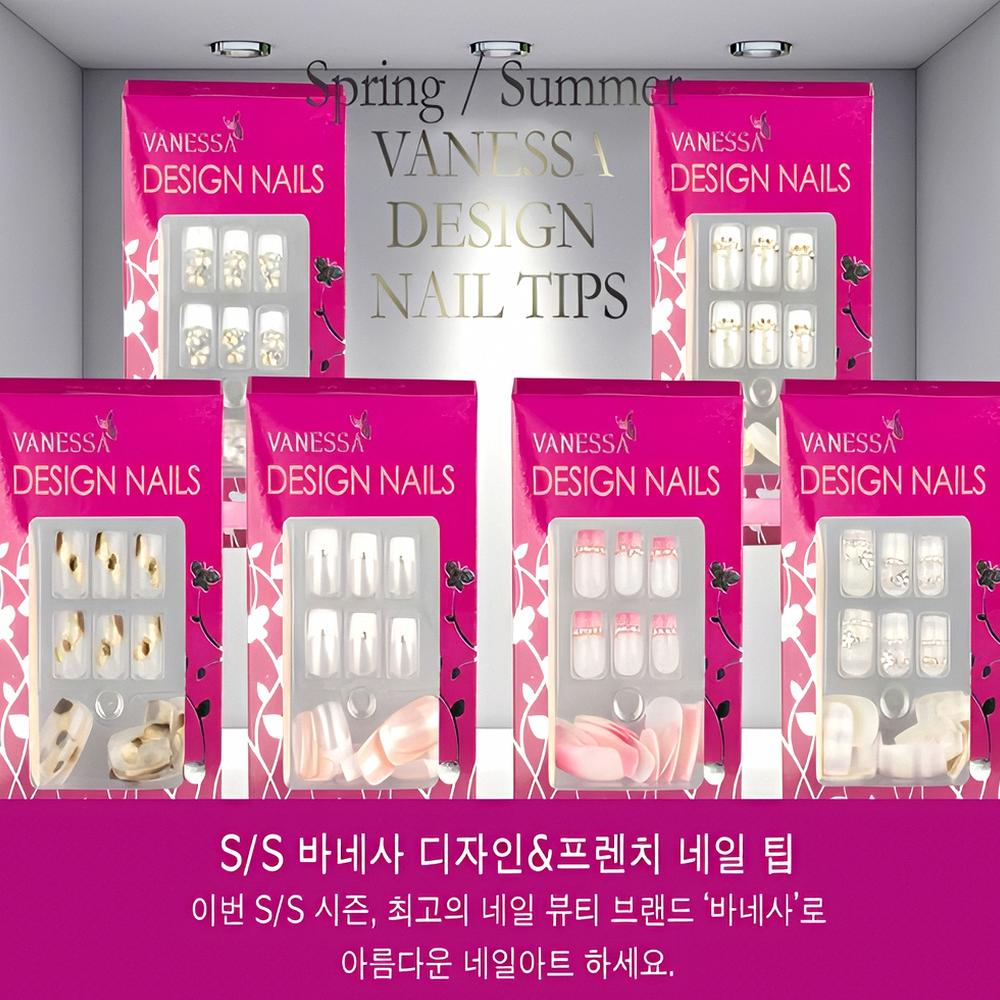 Spring / Summer
VANESSA
DESIGN
NAIL TIPS
VANESSA
DESIGN NAILS
VANESSA
DESIGN NAILS
VANESSA
DESIGN NAILS
VANESSA
DESIGN NAILS
VANESSA
DESIGN NAILS
VANESSA
DESIGN NAILS
S/S 바네사 디자인&프렌치 네일 팁
이번 S/S 시즌, 최고의 네일 뷰티 브랜드 ‘바네사’로
아름다운 네일아트 하세요.